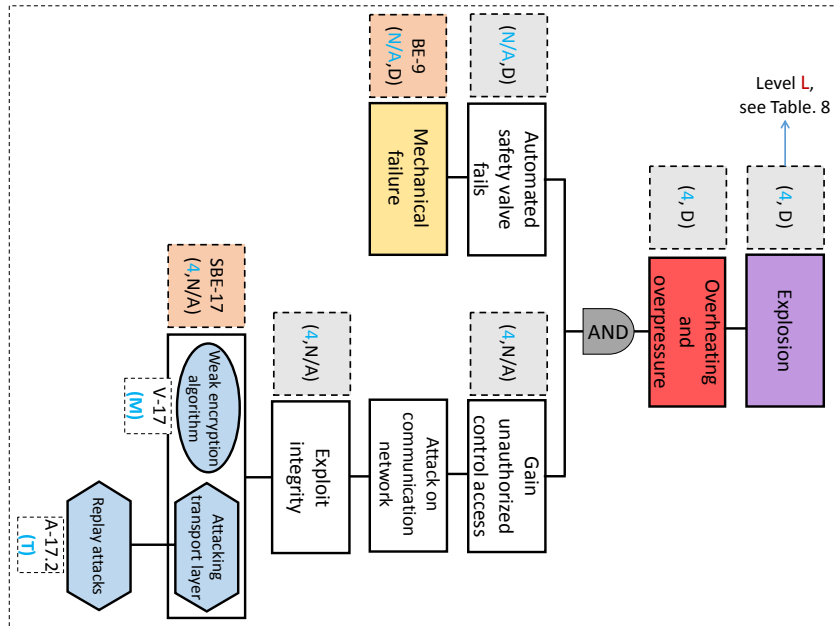 Level L,
see Table. 8
(4, D)
Explosion
(4, D)
Overheating
and
overpressure
AND
(N/A,D)
Automated
safety valve
fails
BE-9
(N/A,D)
Mechanical
failure
(4,N/A)
Gain
unauthorized
control access
Attack on
communication
network
(4,N/A)
Exploit
integrity
SBE-17
(4,N/A)
Weak encryption
algorithm
V-17
(M)
Attacking
transport layer
Replay attacks
A-17.2
(T)